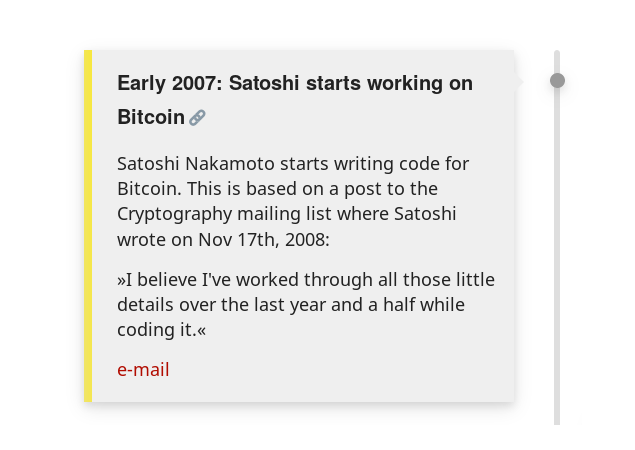 Early 2007: Satoshi starts working on
Bitcoin
Satoshi Nakamoto starts writing code for
Bitcoin. This is based on a post to the
Cryptography mailing list where Satoshi
wrote on Nov 17th, 2008:
»I believe I've worked through all those little
details over the last year and a half while
coding it.«
e-mail